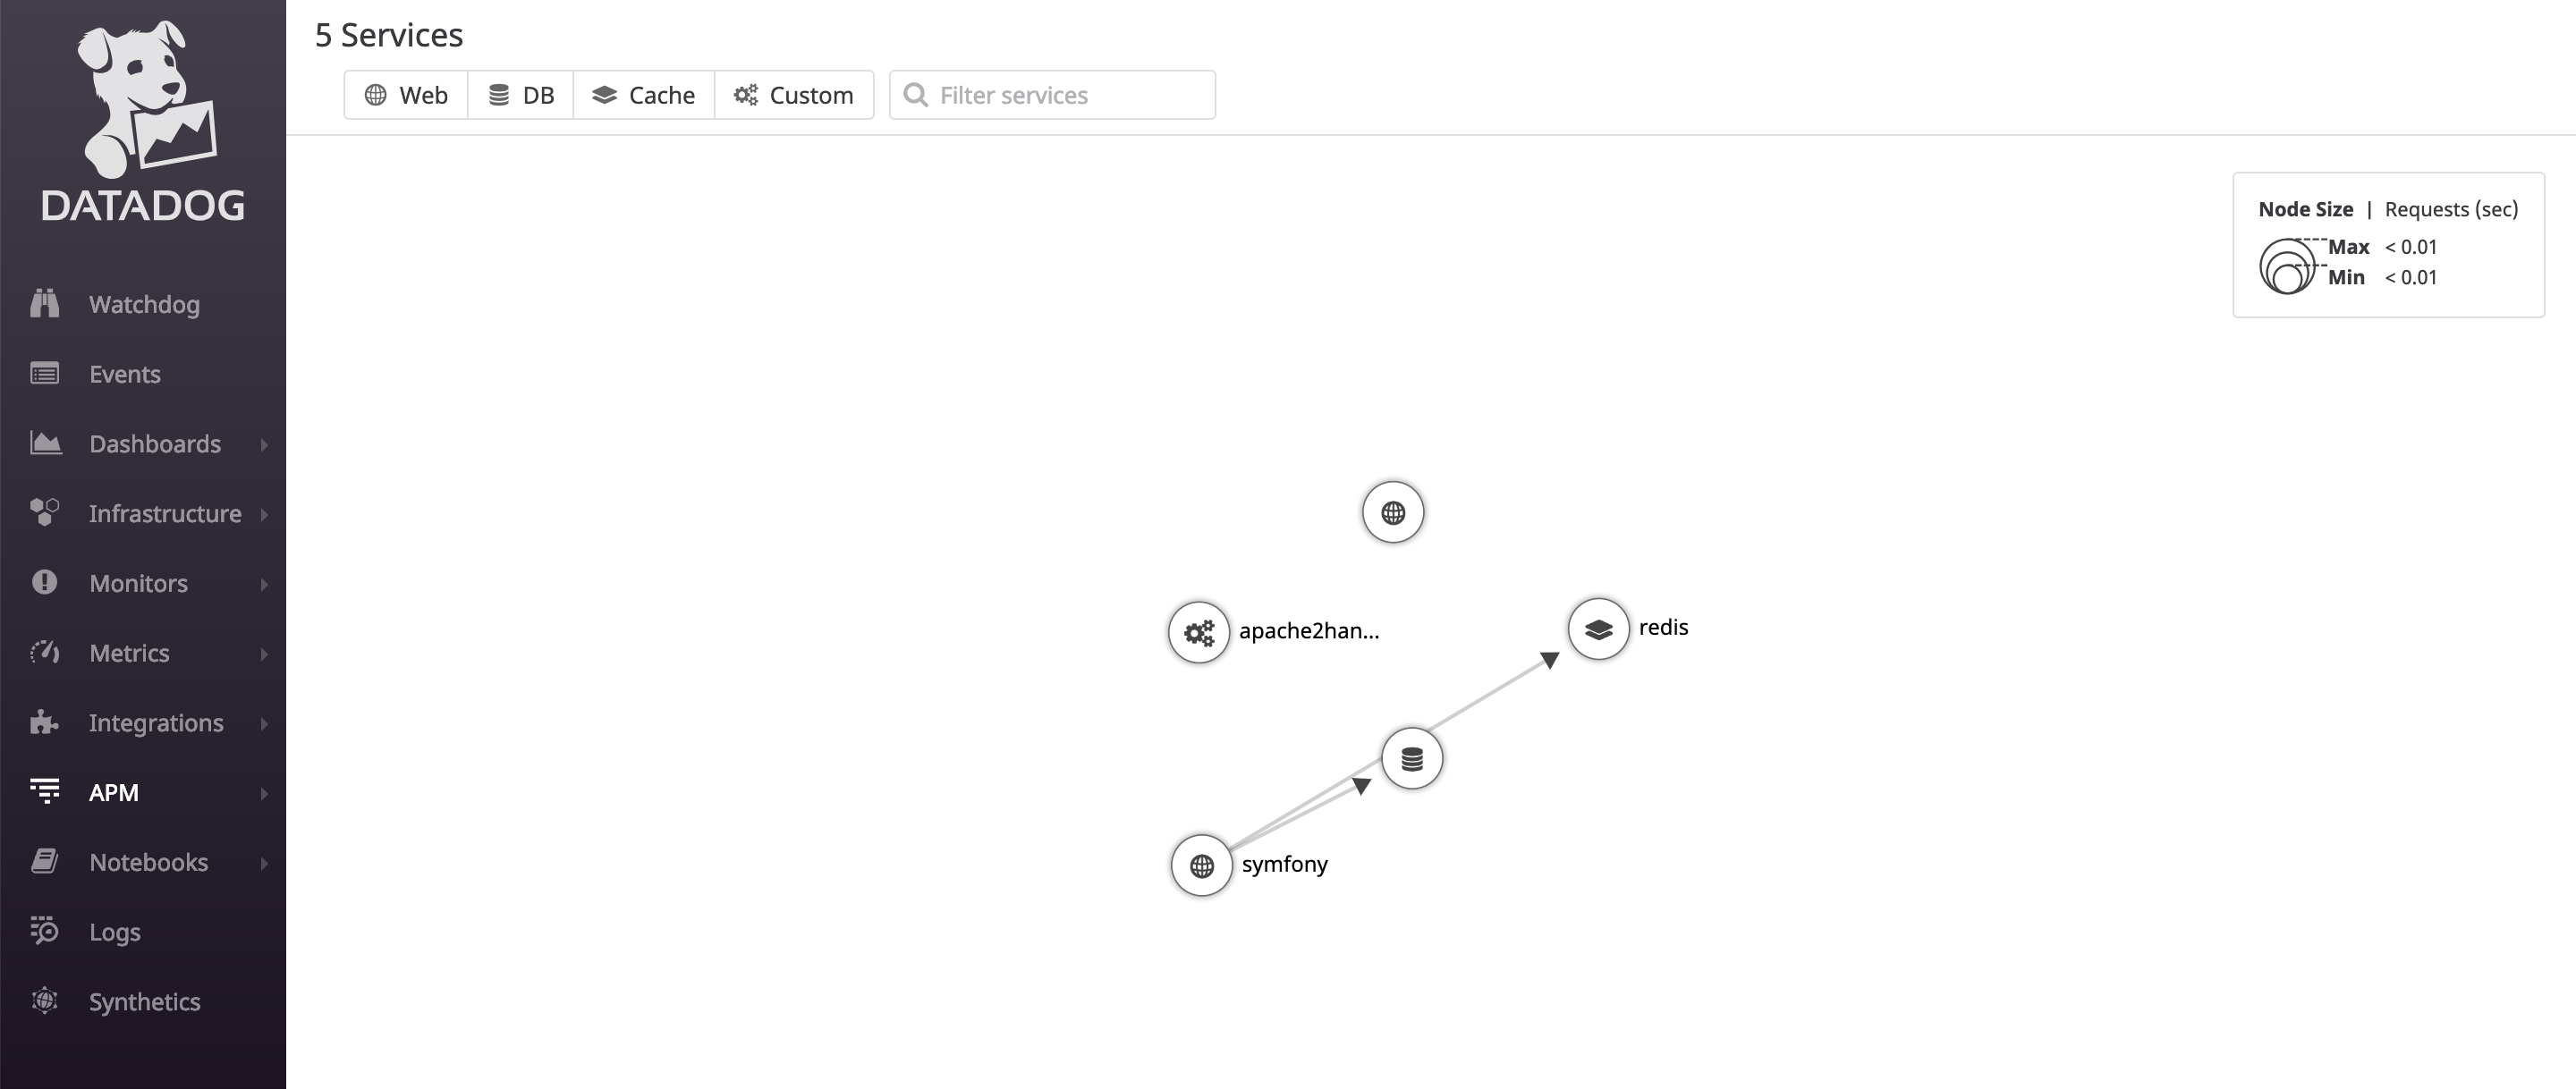 DATADOG
Watchdog
Events
Dashboards
Infrastructure
Monitors
Metrics
Integrations
APM
Notebooks
Logs
Synthetics
5 Services
Web DB Cache Custom Filter services
Node Size | Requests (sec)
Max < 0.01
Min < 0.01
apache2han...
redis
symfony